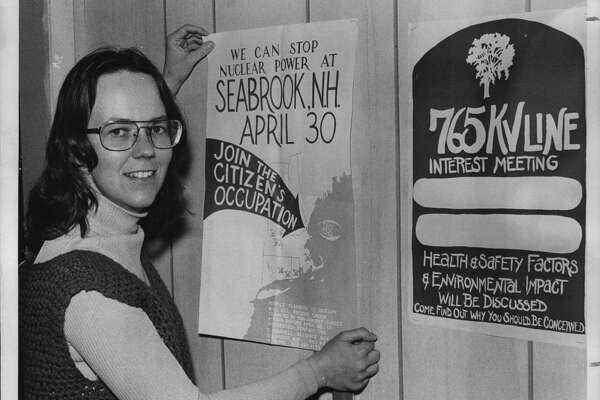 WE CAN STOP
NUCLEAR POWER AT
SEABROOK, N.H.
APRIL 30
JOIN THE
CITIZEN'S
OCCUPATION
765 KV LINE
INTEREST MEETING
HEALTH & SAFETY FACTORS
& ENVIRONMENTAL IMPACT
WILL BE DISCUSSED
COME FIND OUT WHY YOU SHOULD BE CONCERNED